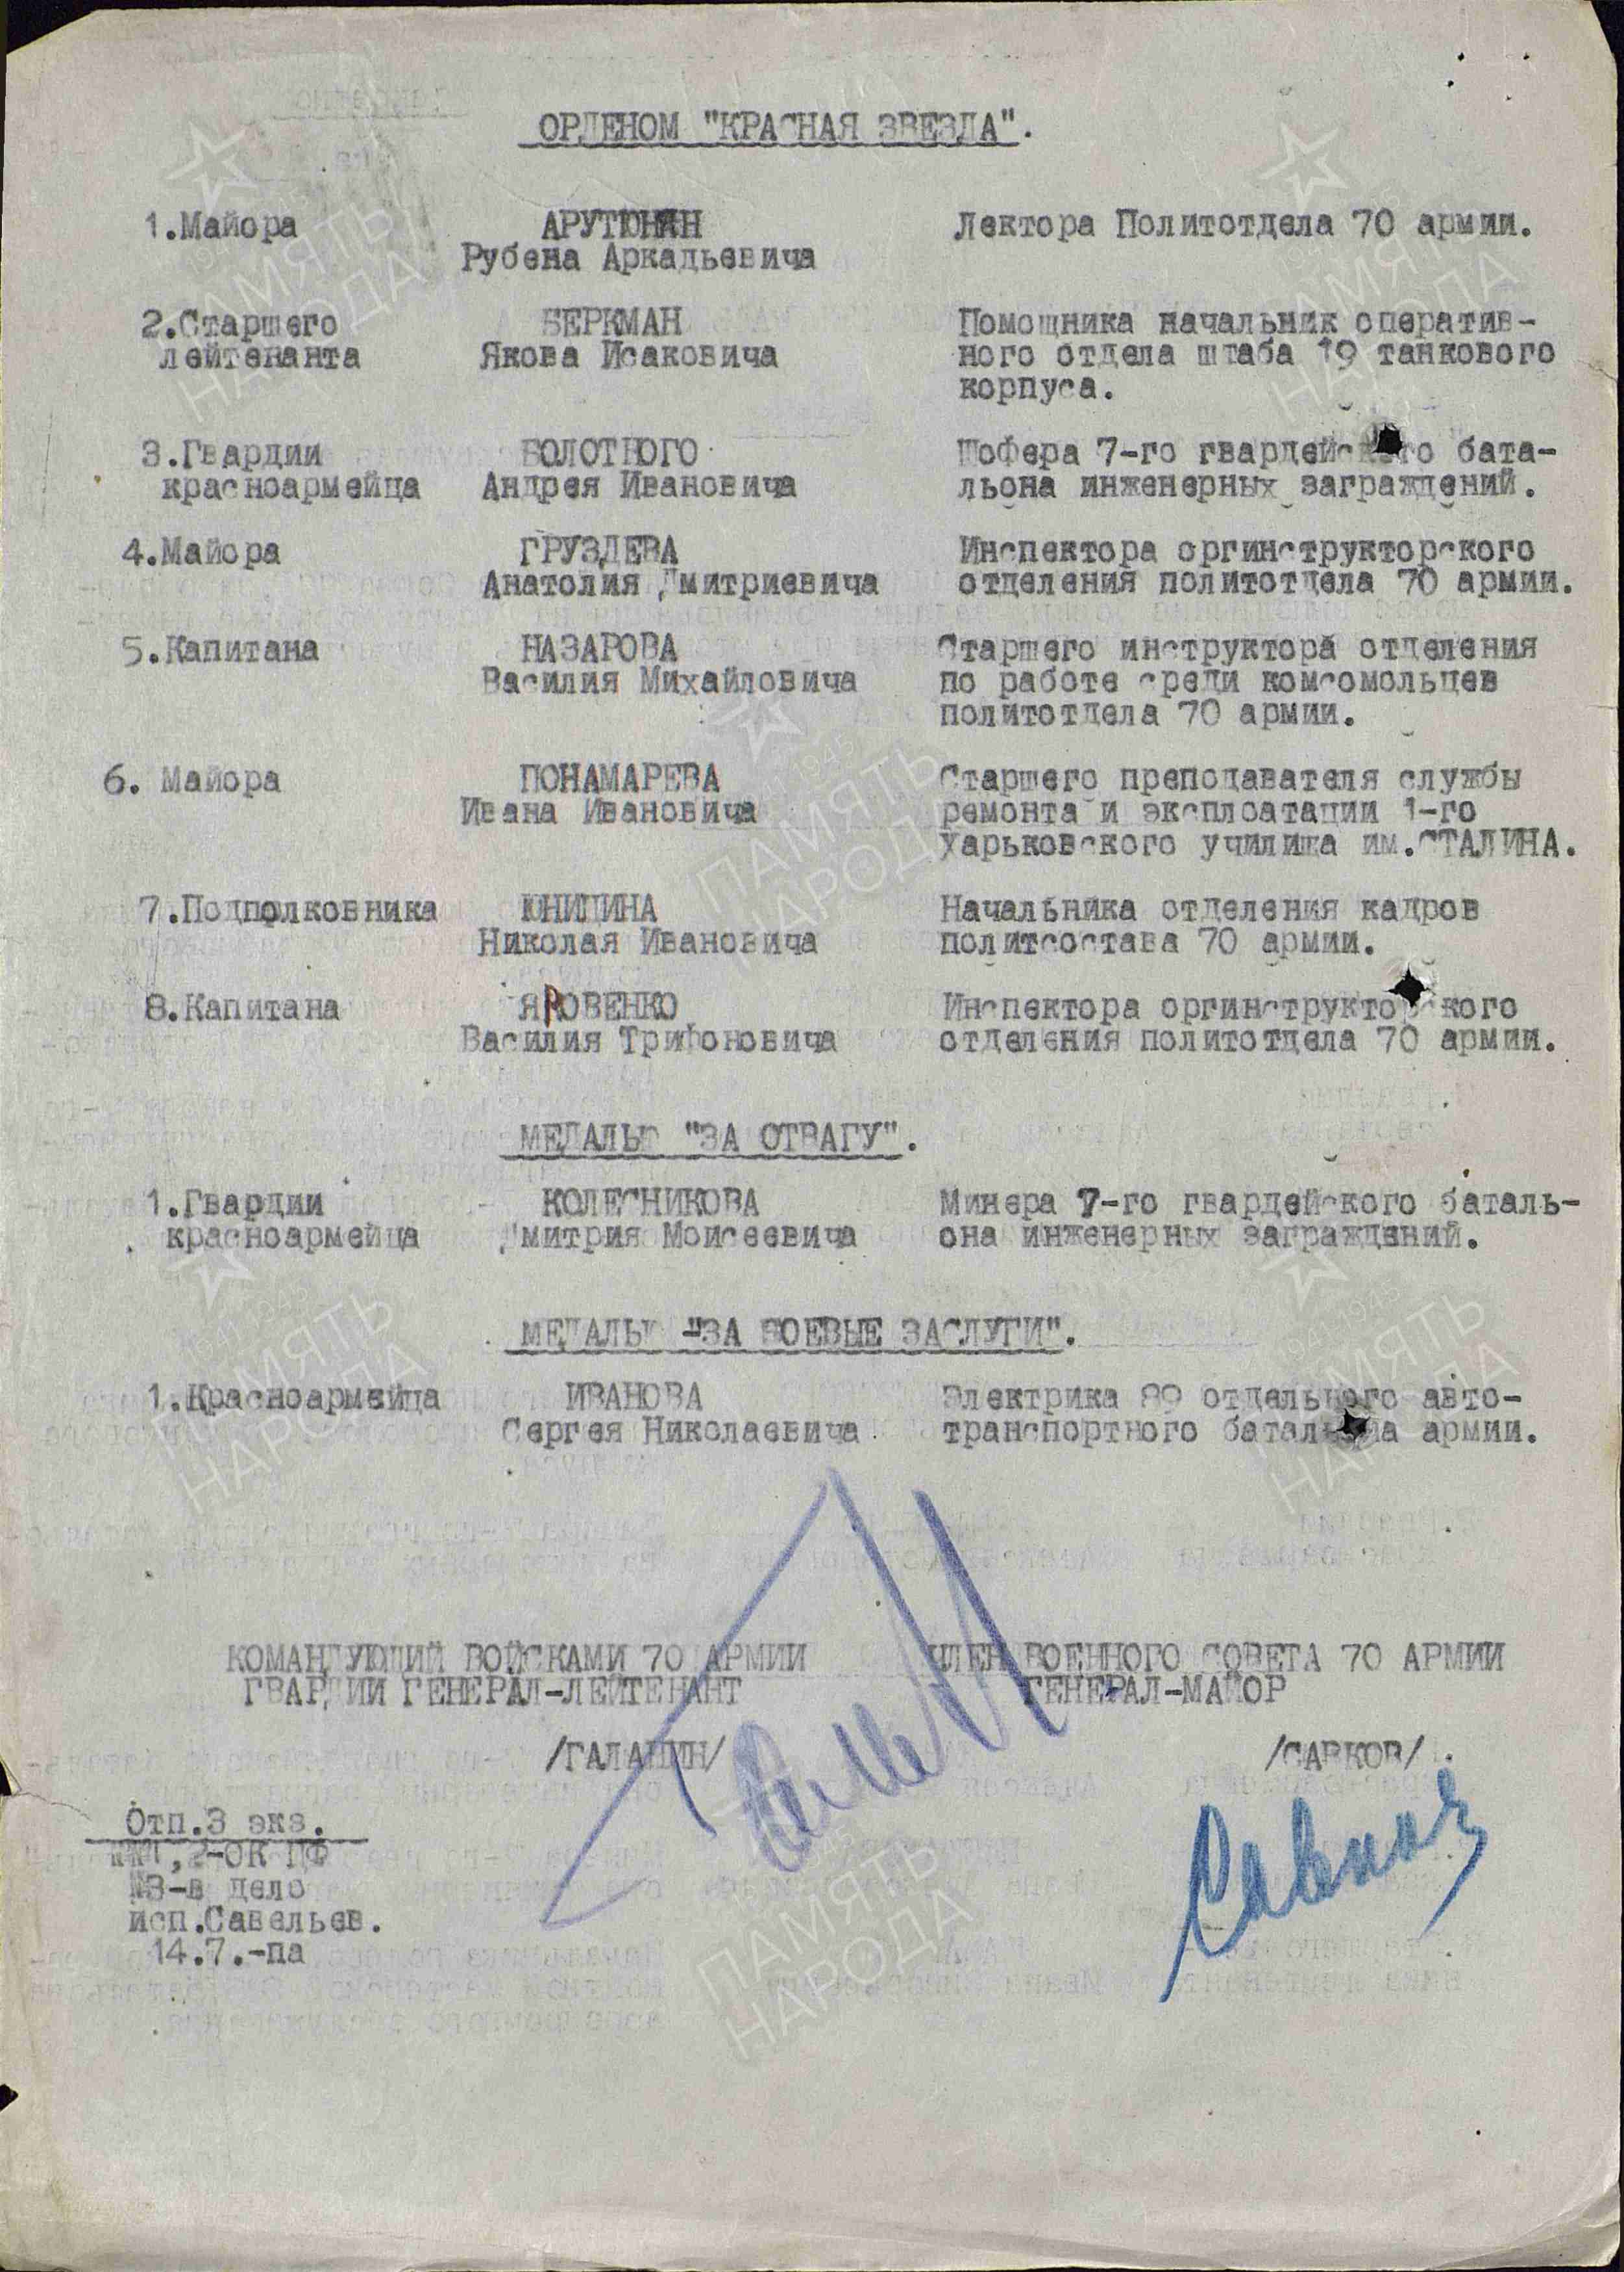 ОРДЕНОМ "КРАСНАЯ ЗВЕЗДА".
1.Майора АРУТЮНЯН Лектора Политотдела 70 армии.
Рубена Аркадьевича
2.Старшего БЕРКМАН Помощника начальник оператив-
лейтенанта Якова Исаковича ного отдела штаба 19 танкового
корпуса.
3.Гвардии БОЛОТНОГО Шофера 7-го гвардейского бата-
красноармейца Андрея Ивановича льона инженерных заграждений.
4.Майора ГРУЗДЕВА Инспектора оргинструкторского
Анатолия Дмитриевича отделения политотдела 70 армии.
5.Капитана НАЗАРОВА Старшего инструктора отделения
Василия Михайловича по работе среди комсомольцев
политотдела 70 армии.
6. Майора ПОНАМАРЕВА Старшего преподавателя службы
Ивана Ивановича ремонта и эксплоатации 1-го
Харьковского училища им.СТАЛИНА.
7.Подполковника ЮНИЦИНА Начальника отделения кадров
Николая Ивановича политсостава 70 армии.
8.Капитана ЯРОВЕНКО Инспектора оргинструкторского
Василия Трифоновича отделения политотдела 70 армии.
МЕДАЛЬЮ "ЗА ОТВАГУ".
1.Гвардии КОЛЕСНИКОВА Минера 7-го гвардейского баталь-
красноармейца Дмитрия Моисеевича она инженерных заграждений.
МЕДАЛЬЮ "ЗА БОЕВЫЕ ЗАСЛУГИ".
1.Красноармейца ИВАНОВА Электрика 89 отдельного авто-
Сергея Николаевича транспортного батальона армии.
КОМАНДУЮЩИЙ ВОЙСКАМИ 70 АРМИИ ЧЛЕН ВОЕННОГО СОВЕТА 70 АРМИИ
ГВАРДИИ ГЕНЕРАЛ-ЛЕЙТЕНАНТ ГЕНЕРАЛ-МАЙОР
/ГАЛАНИН/ /САВКОВ/
Савков
Отп.3 экз.
2-ОК ПФ
№3-в дело
исп.Савельев.
14.7.-па
ПАМЯТЬ
НАРОДА